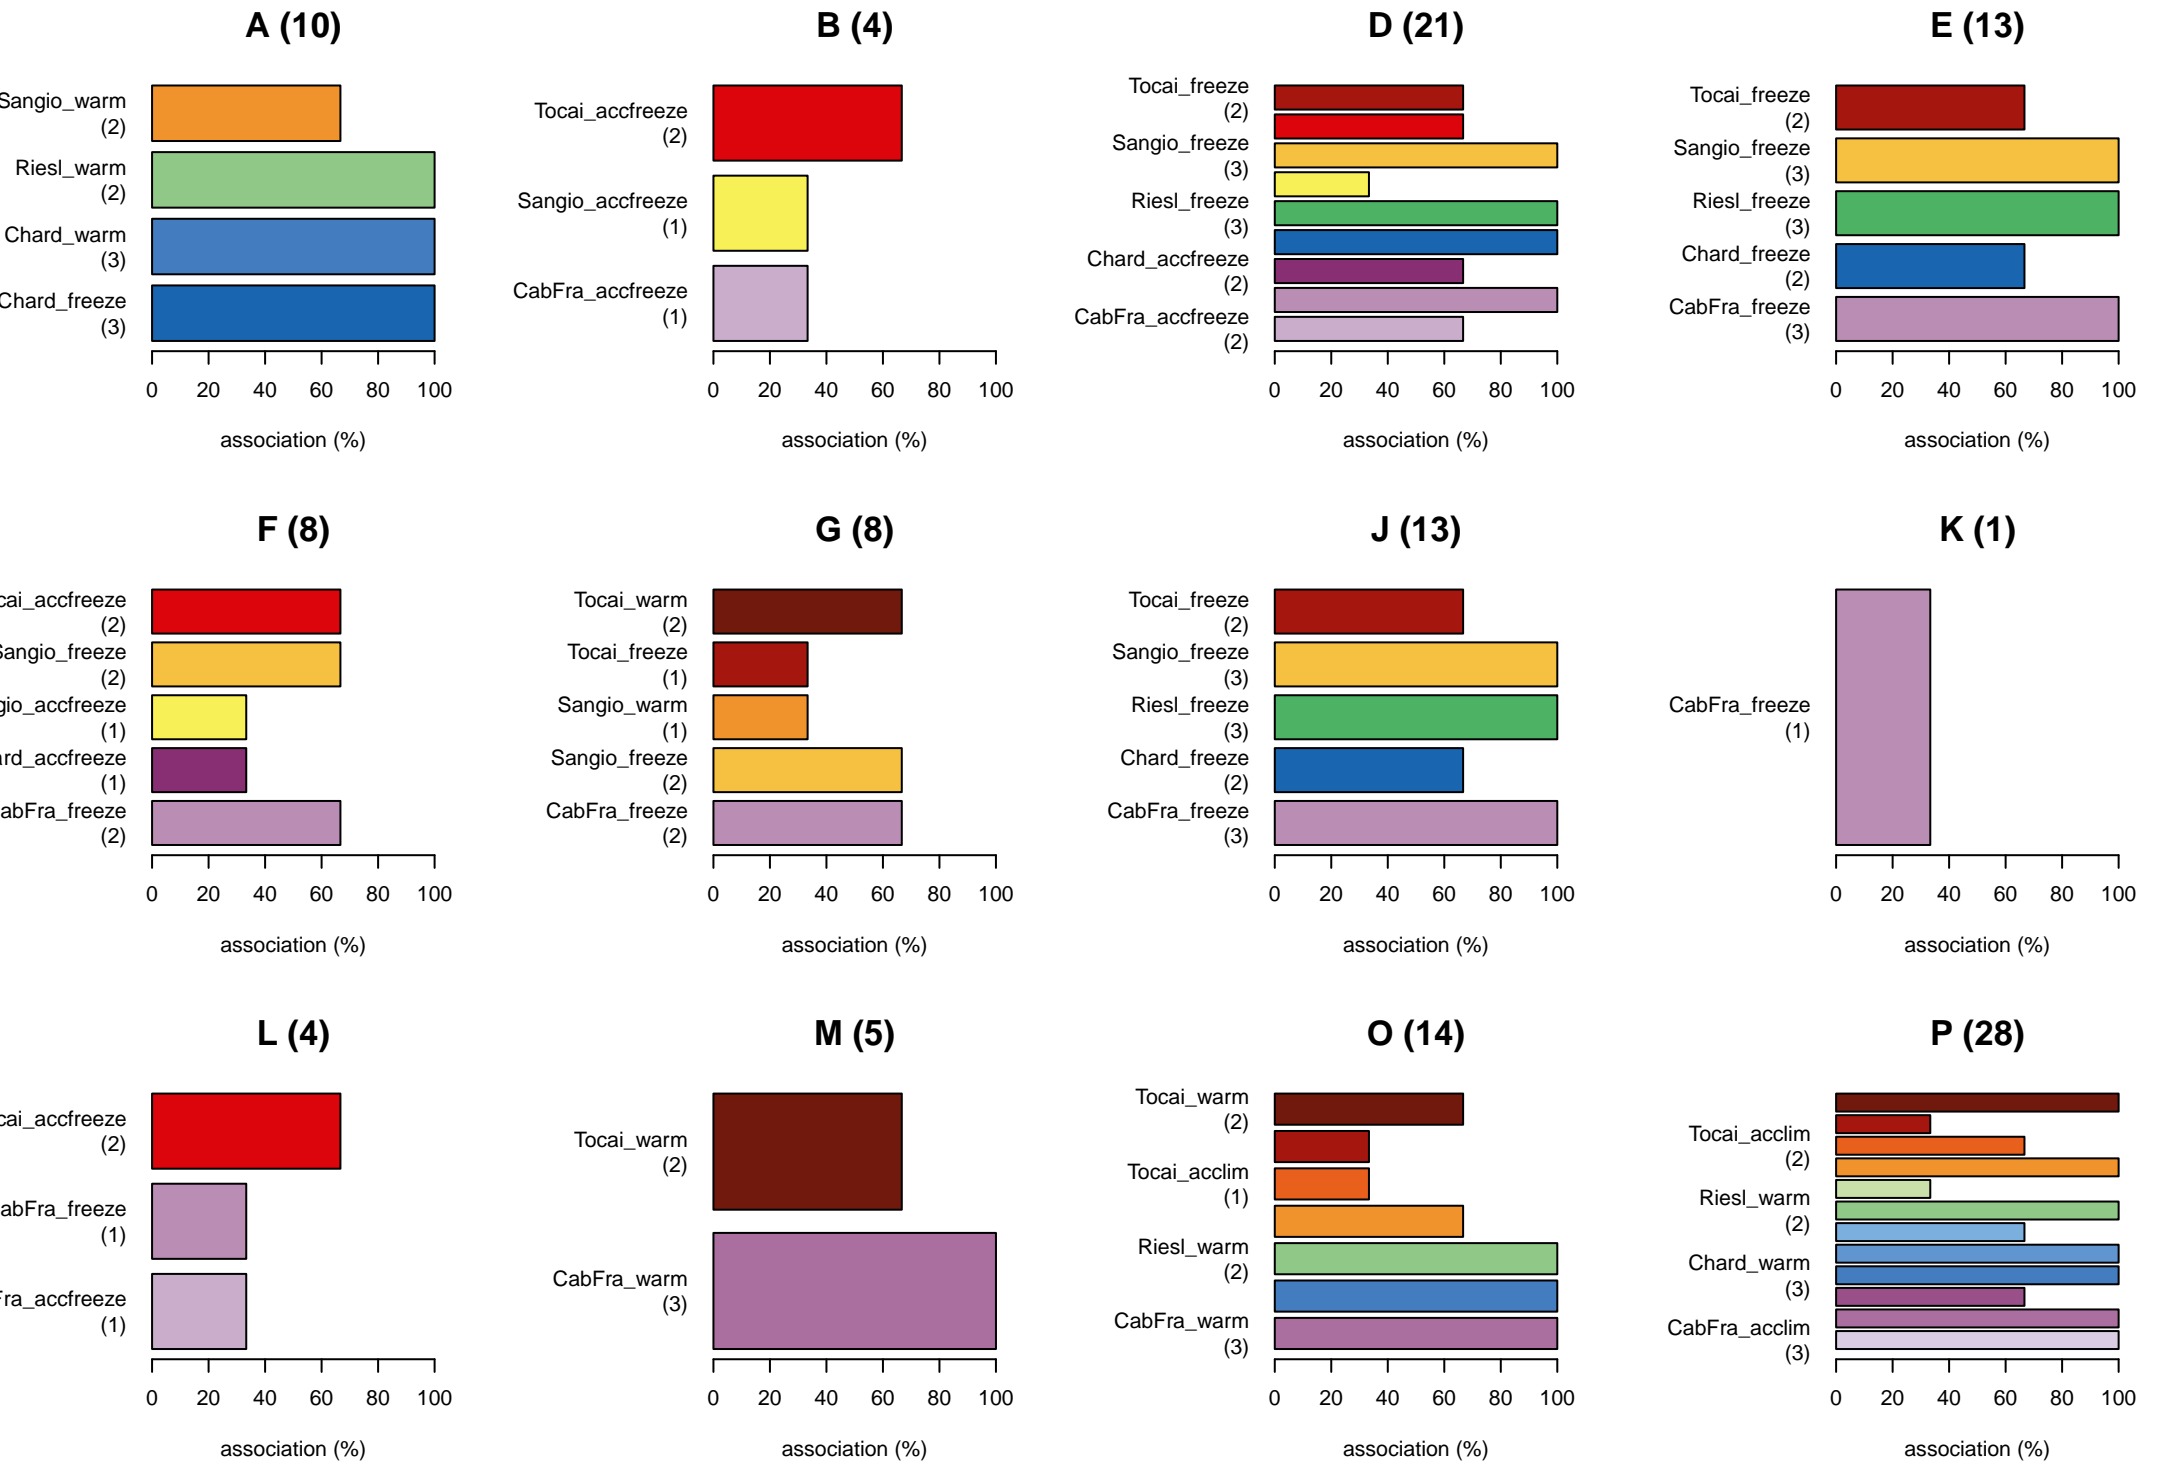 A (10)
Sangio_warm
(2)
Riesl_warm
(2)
Chard_warm
(3)
Chard_freeze
(3)
0 20 40 60 80 100
association (%)
B (4)
Tocai_accfreeze
(2)
Sangio_accfreeze
(1)
CabFra_accfreeze
(1)
0 20 40 60 80 100
association (%)
D (21)
Tocai_freeze
(2)
Sangio_freeze
(3)
Riesl_freeze
(3)
Chard_accfreeze
(2)
CabFra_accfreeze
(2)
0 20 40 60 80 100
association (%)
E (13)
Tocai_freeze
(2)
Sangio_freeze
(3)
Riesl_freeze
(3)
Chard_freeze
(2)
CabFra_freeze
(3)
0 20 40 60 80 100
association (%)
F (8)
cai_accfreeze
(2)
Sangio_freeze
(2)
gio_accfreeze
(1)
rd_accfreeze
(1)
abFra_freeze
(2)
0 20 40 60 80 100
association (%)
G (8)
Tocai_warm
(2)
Tocai_freeze
(1)
Sangio_warm
(1)
Sangio_freeze
(2)
CabFra_freeze
(2)
0 20 40 60 80 100
association (%)
J (13)
Tocai_freeze
(2)
Sangio_freeze
(3)
Riesl_freeze
(3)
Chard_freeze
(2)
CabFra_freeze
(3)
0 20 40 60 80 100
association (%)
K (1)
CabFra_freeze
(1)
0 20 40 60 80 100
association (%)
L (4)
cai_accfreeze
(2)
abFra_freeze
(1)
Fra_accfreeze
(1)
0 20 40 60 80 100
association (%)
M (5)
Tocai_warm
(2)
CabFra_warm
(3)
0 20 40 60 80 100
association (%)
O (14)
Tocai_warm
(2)
Tocai_acclim
(1)
Riesl_warm
(2)
CabFra_warm
(3)
0 20 40 60 80 100
association (%)
P (28)
Tocai_acclim
(2)
Riesl_warm
(2)
Chard_warm
(3)
CabFra_acclim
(3)
0 20 40 60 80 100
association (%)